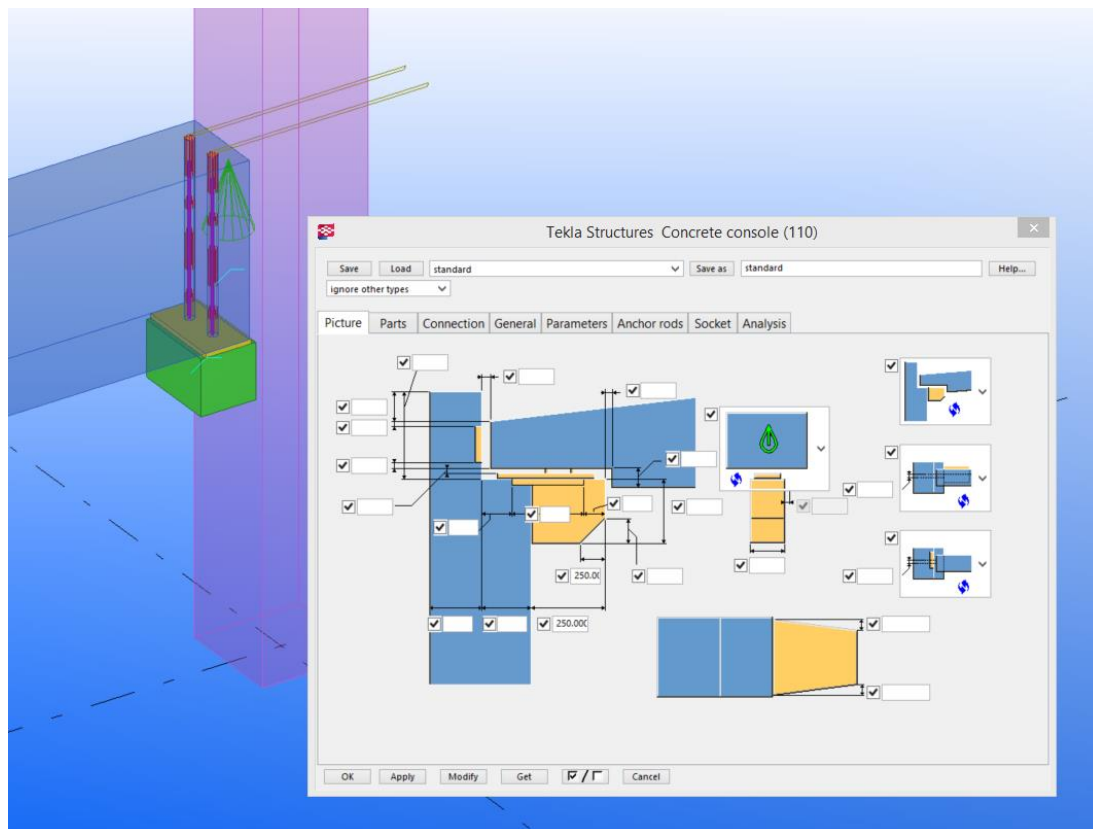 Tekla Structures Concrete console (110)
Save Load standard Save as standard Help...
ignore other types
Picture Parts Connection General Parameters Anchor rods Socket Analysis
250.00
250.000
OK Apply Modify Get Cancel